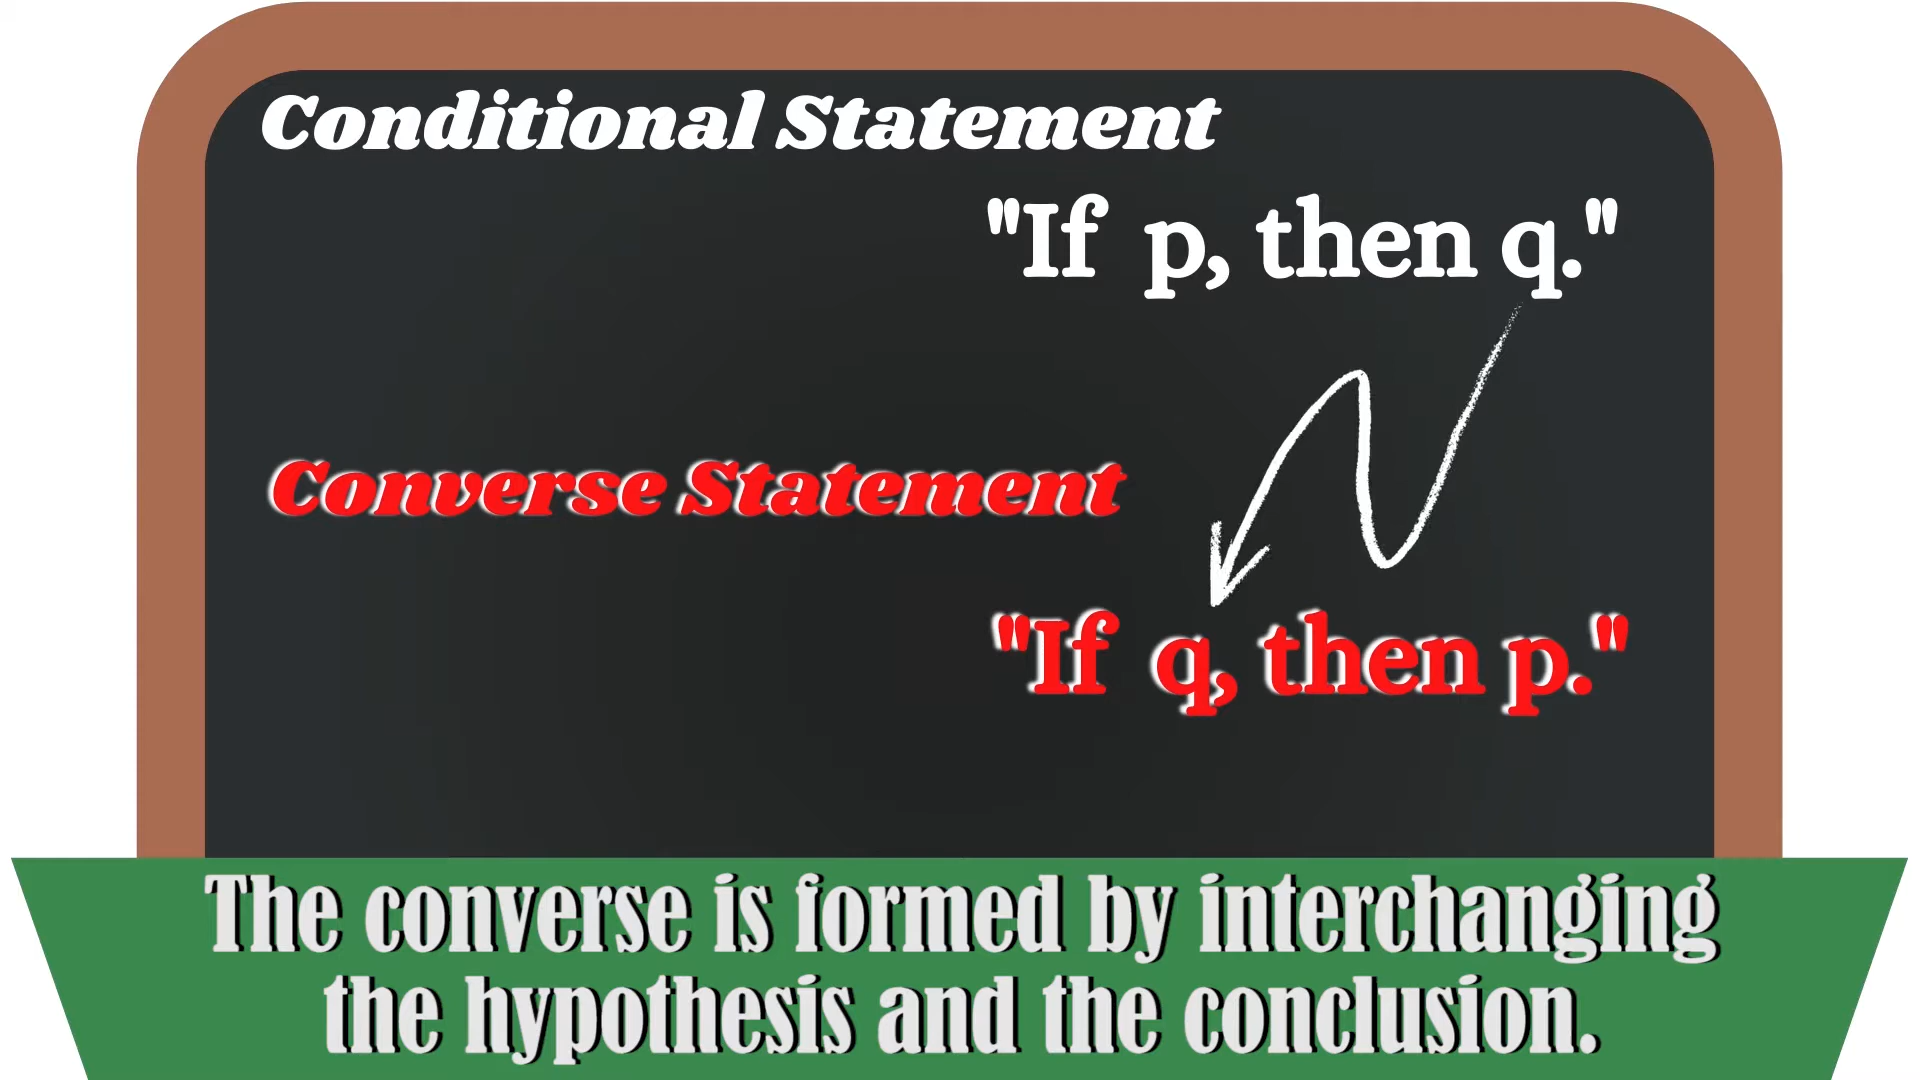 Conditional Statement
"If p, then q."
Converse Statement
"If q, then p."
The converse is formed by interchanging
the hypothesis and the conclusion.